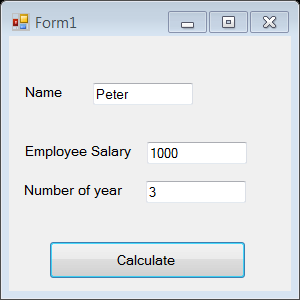 Form1
Name Peter
Employee Salary 1000
Number of year 3
Calculate